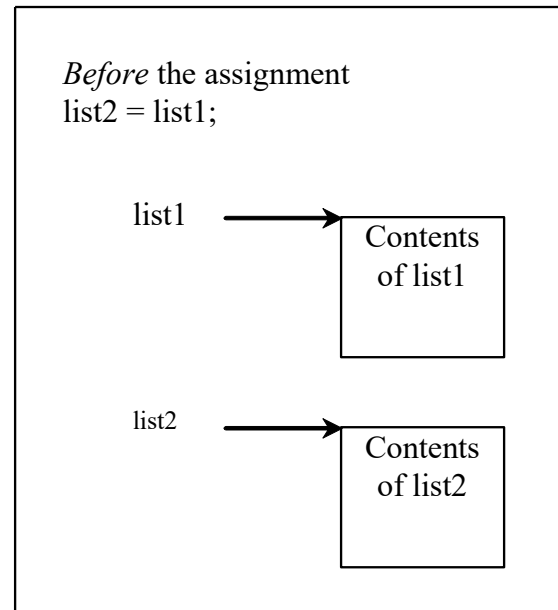 Before the assignment
list2 = list1;
list1
Contents
of list1
list2
Contents
of list2